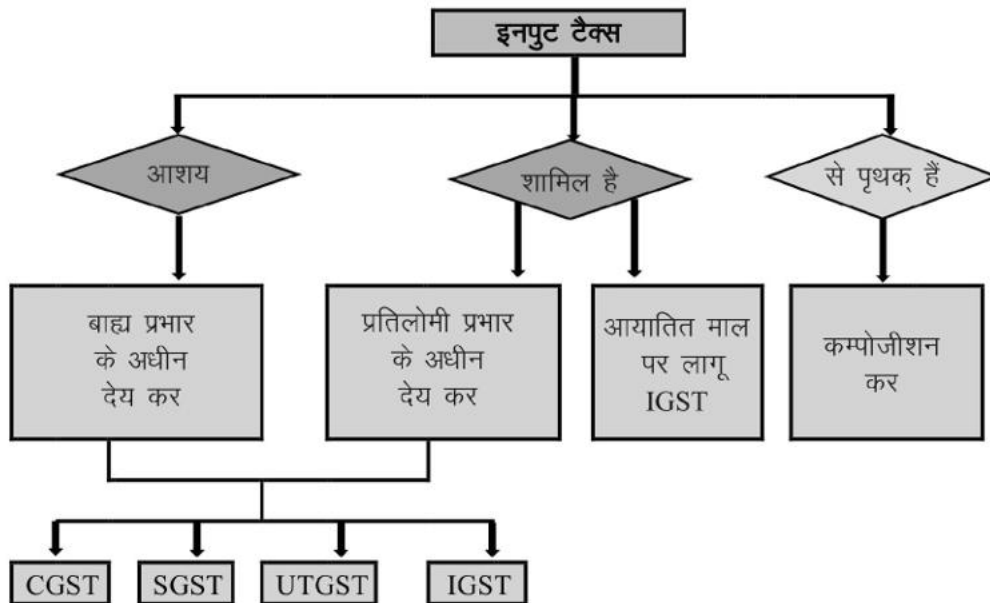 इनपुट टैक्स
आशय
शामिल है
से पृथक् हैं
बाह्य प्रभार
के अधीन
देय कर
प्रतिलोमी प्रभार
के अधीन
देय कर
आयातित माल
पर लागू
IGST
कम्पोजीशन
कर
CGST
SGST
UTGST
IGST